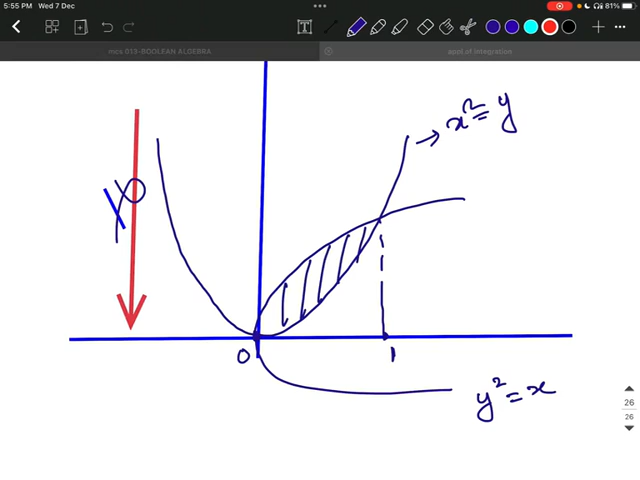 5:55 PM Wed 7 Dec
81%
mcs 013-BOOLEAN ALGEBRA
appl.of integration
x² = y
0
1
y² = x
26
26